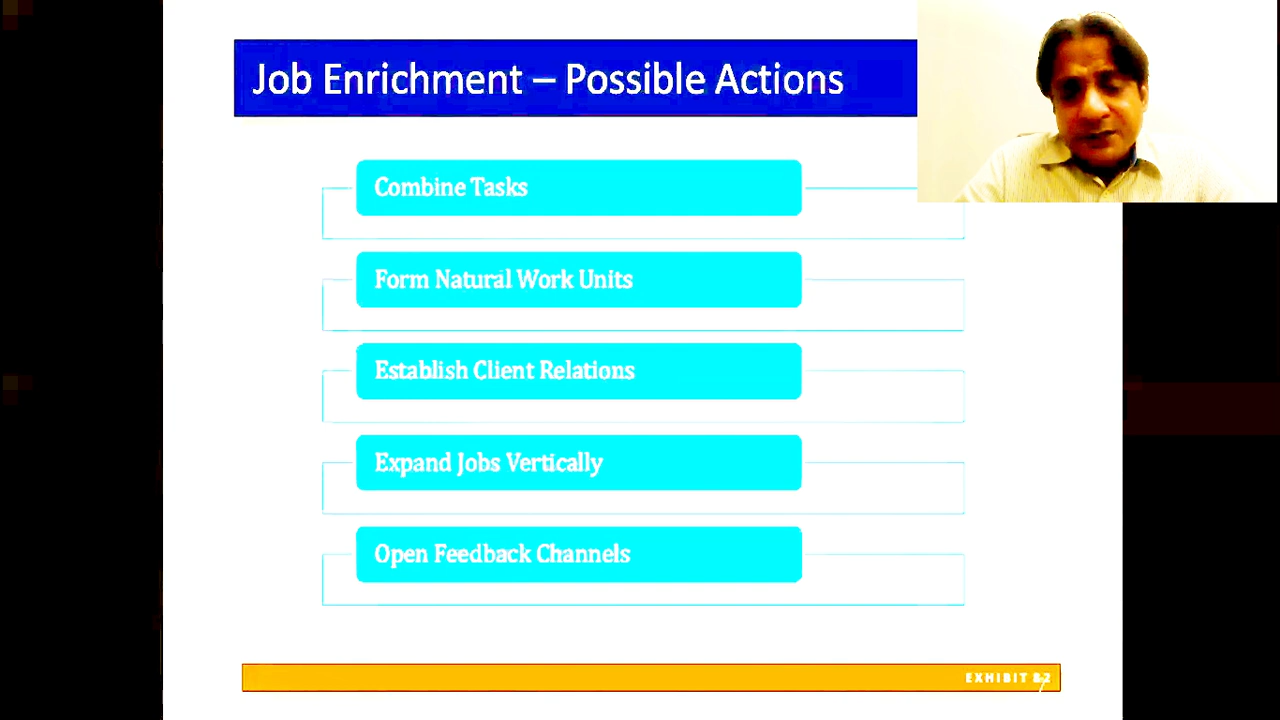 Job Enrichment – Possible Actions
Combine Tasks
Form Natural Work Units
Establish Client Relations
Expand Jobs Vertically
Open Feedback Channels
EXHIBIT